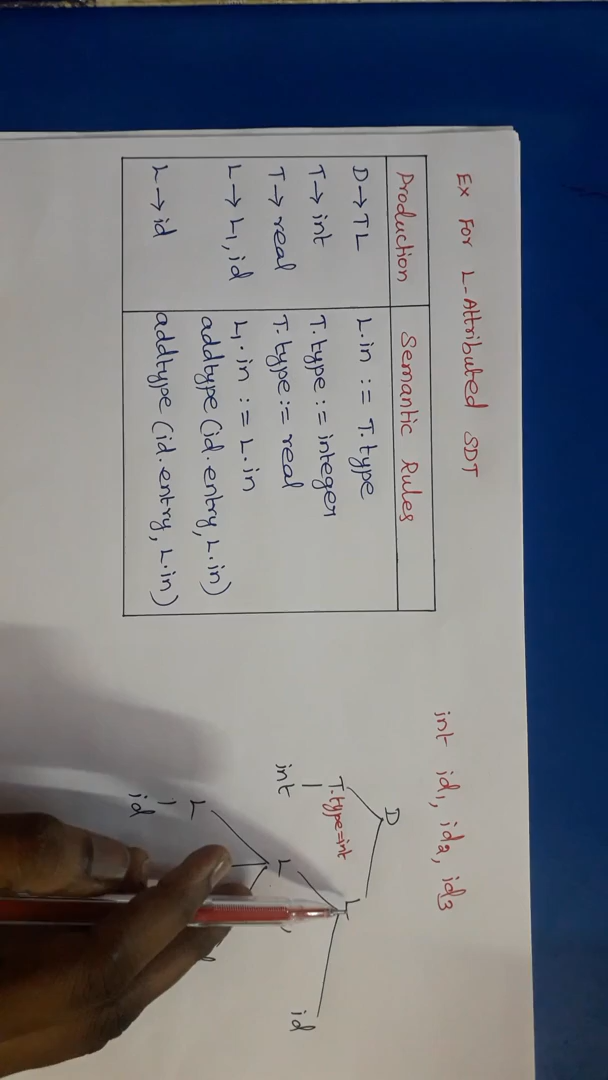 Ex For L-Attributed SDT
Production Semantic Rules
D → TL L.in := T.type
T → int T.type := integer
T → real T.type := real
L → L1, id L1.in := L.in
addtype (id.entry, L.in)
L → id addtype (id.entry, L.in)
int id1, id2, id3
D
T.type=int L
int L , id
L
id